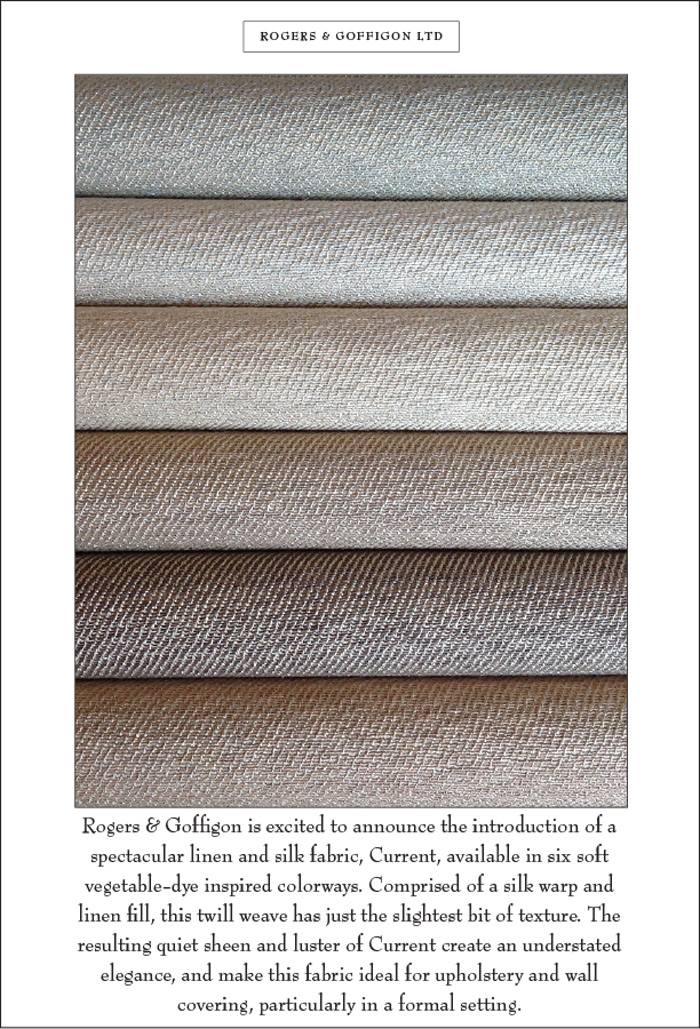 ROGERS & GOFFIGON LTD
Rogers & Goffigon is excited to announce the introduction of a
spectacular linen and silk fabric, Current, available in six soft
vegetable-dye inspired colorways. Comprised of a silk warp and
linen fill, this twill weave has just the slightest bit of texture. The
resulting quiet sheen and luster of Current create an understated
elegance, and make this fabric ideal for upholstery and wall
covering, particularly in a formal setting.